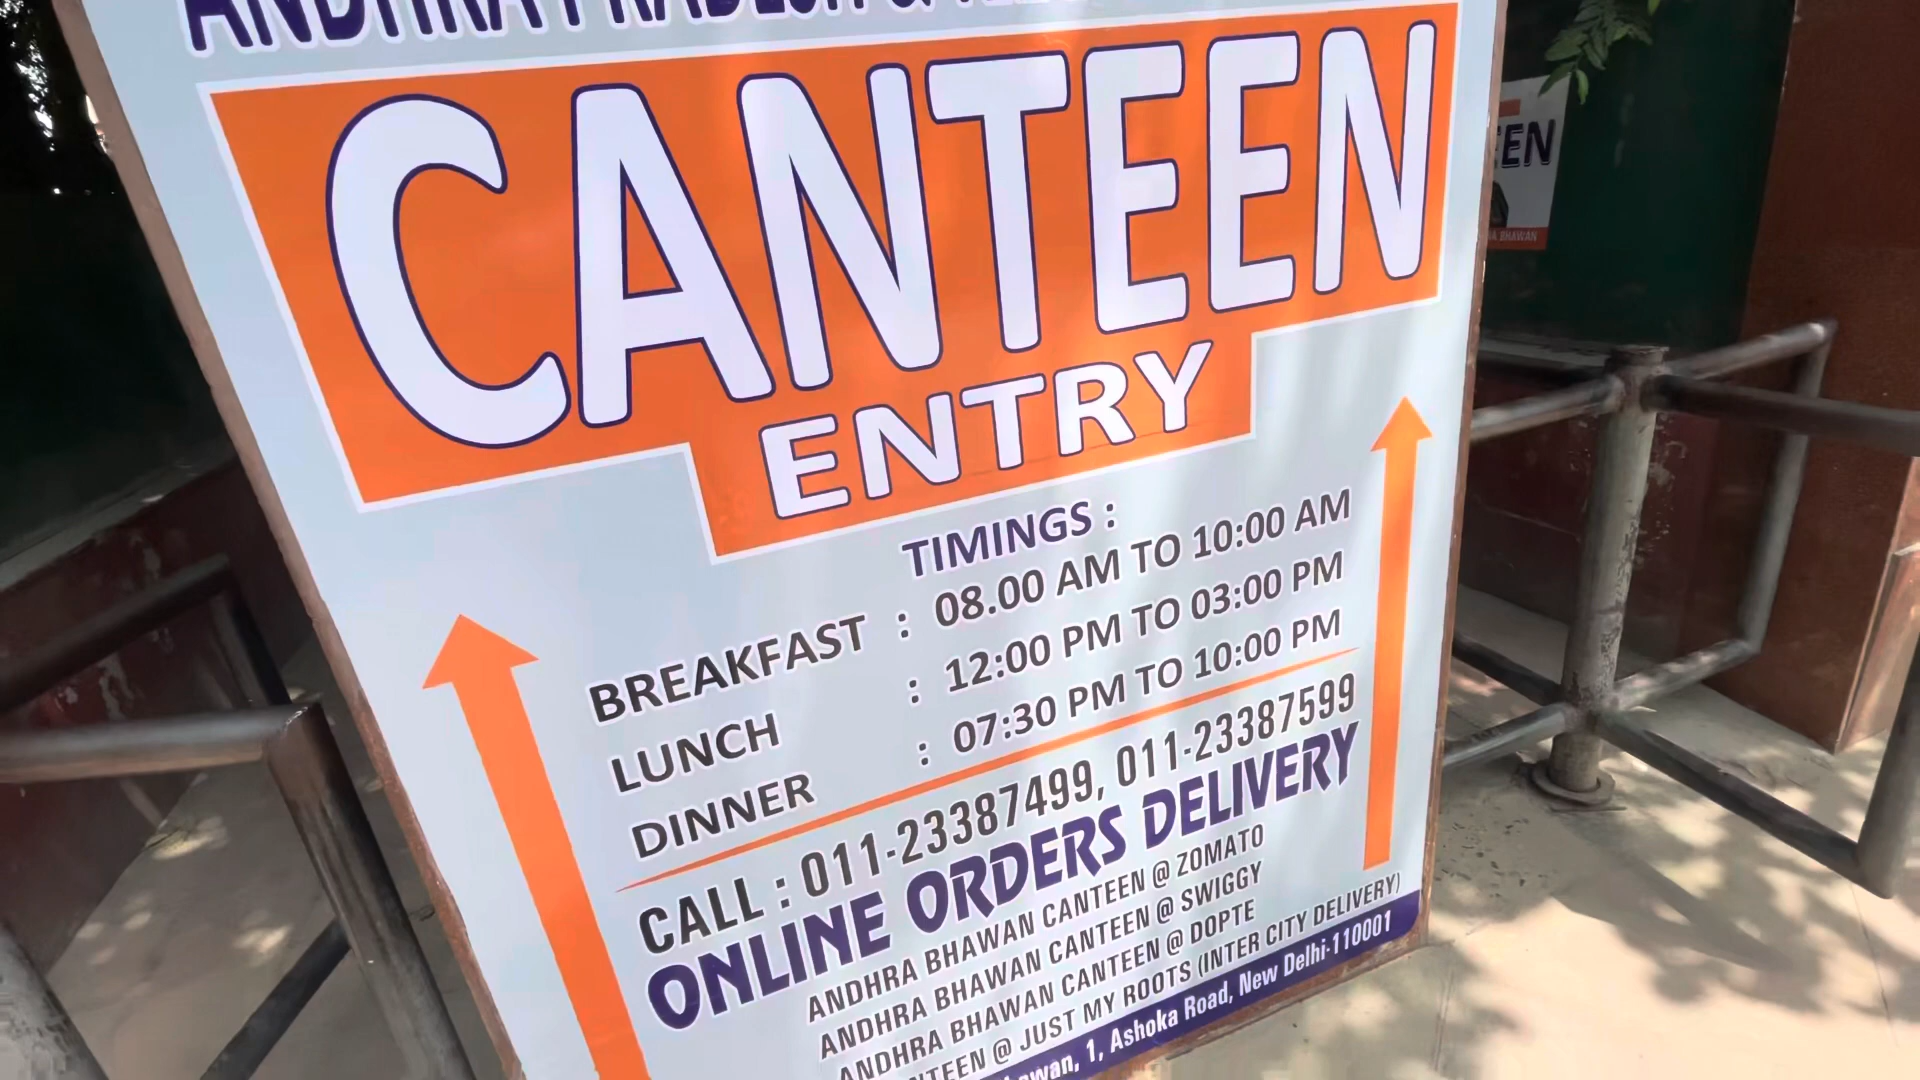 ANDHRA PRADESH &
CANTEEN
ENTRY
TIMINGS :
BREAKFAST : 08.00 AM TO 10:00 AM
LUNCH : 12:00 PM TO 03:00 PM
DINNER : 07:30 PM TO 10:00 PM
CALL : 011-23387499, 011-23387599
ONLINE ORDERS DELIVERY
ANDHRA BHAWAN CANTEEN @ ZOMATO
ANDHRA BHAWAN CANTEEN @ SWIGGY
ANDHRA BHAWAN CANTEEN @ DOPTE
@ JUST MY ROOTS (INTER CITY DELIVERY)
1, Ashoka Road, New Delhi-110001
BHAWAN